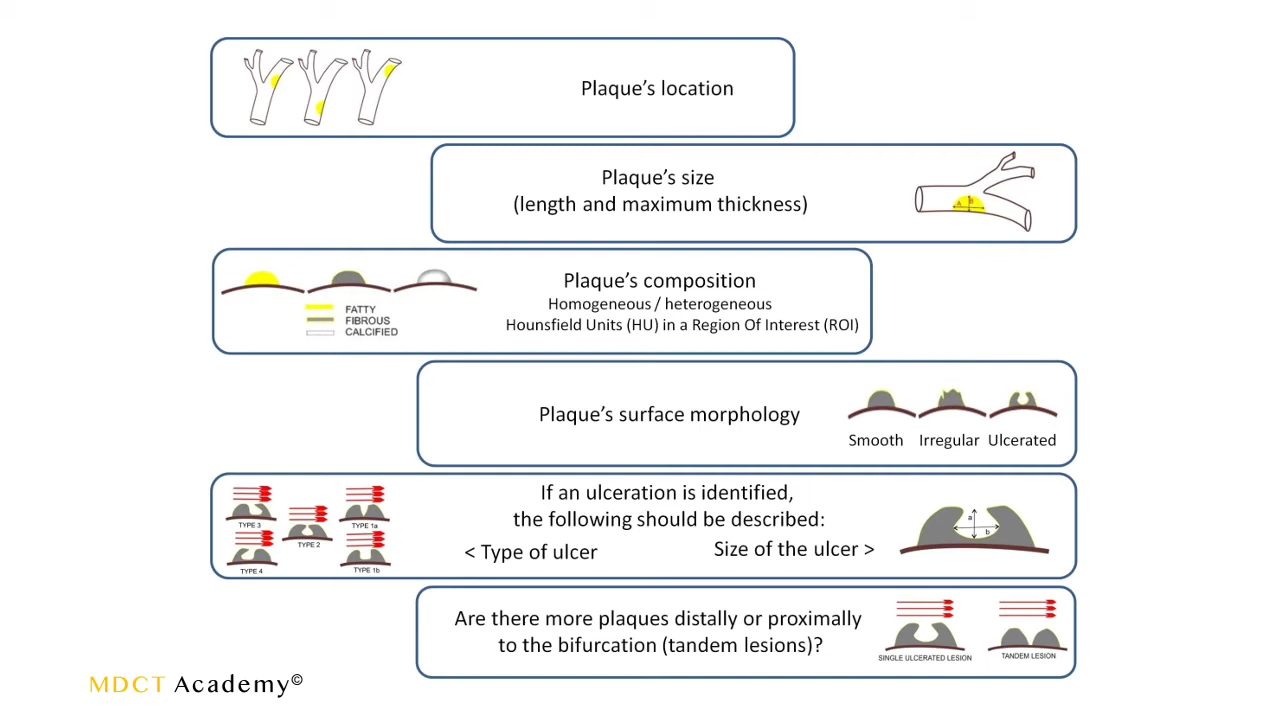 Plaque's location
Plaque's size
(length and maximum thickness)
A
B
Plaque's composition
Homogeneous / heterogeneous
Hounsfield Units (HU) in a Region Of Interest (ROI)
FATTY
FIBROUS
CALCIFIED
Plaque's surface morphology
Smooth Irregular Ulcerated
If an ulceration is identified,
the following should be described:
< Type of ulcer
Size of the ulcer >
TYPE 3
TYPE 1a
TYPE 2
TYPE 4
TYPE 1b
a
b
Are there more plaques distally or proximally
to the bifurcation (tandem lesions)?
SINGLE ULCERATED LESION
TANDEM LESION
MDCT Academy©